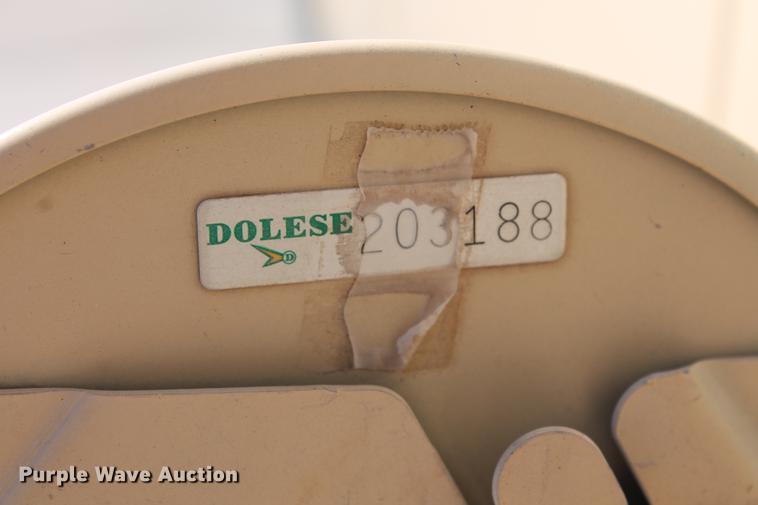 DOLESE 203188
D
Purple Wave Auction